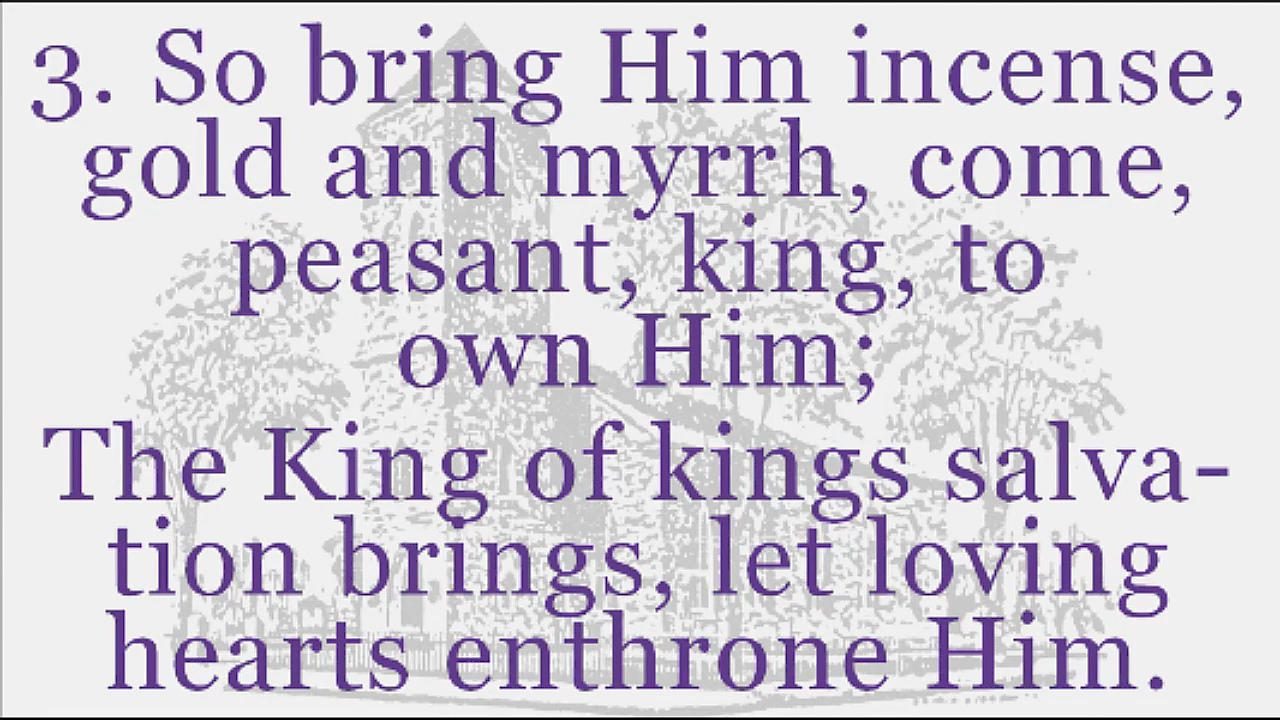 3. So bring Him incense,
gold and myrrh, come,
peasant, king, to
own Him;
The King of kings salva-
tion brings, let loving
hearts enthrone Him.